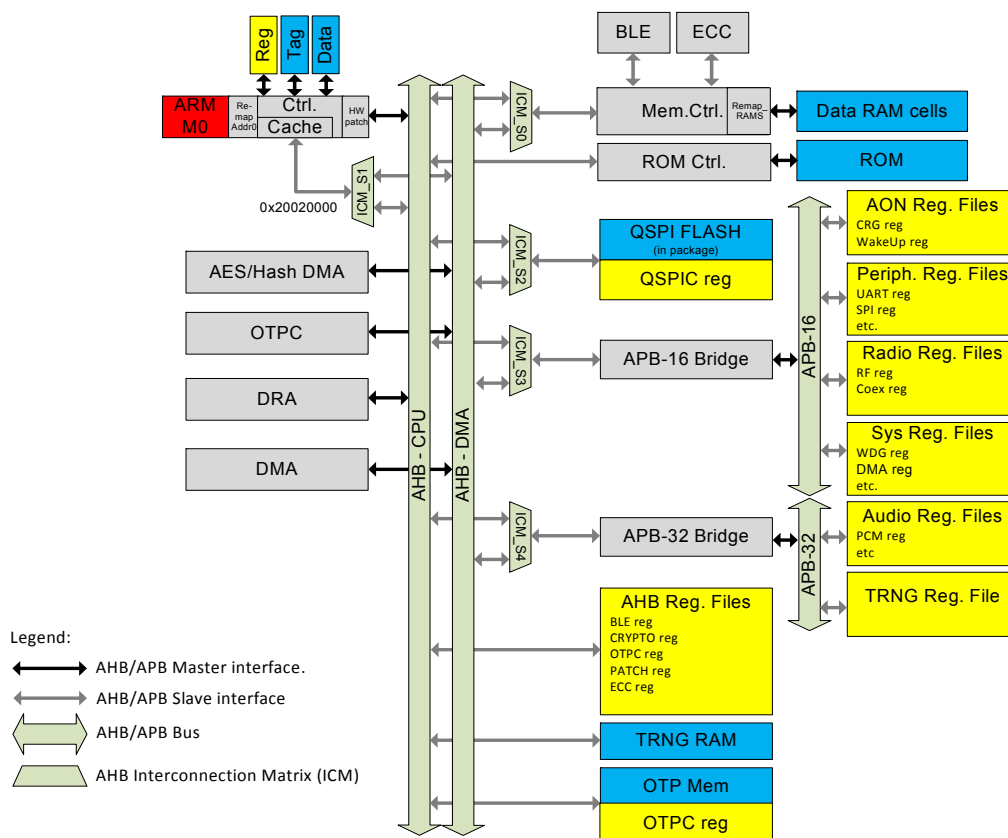 Reg
Tag
Data
ARM
M0
Re-
map
Addr0
Ctrl.
Cache
HW
patch
ICM_S1
0x20020000
AES/Hash DMA
OTPC
DRA
DMA
AHB - CPU
AHB - DMA
ICM_S0
ICM_S2
ICM_S3
ICM_S4
BLE
ECC
Mem.Ctrl.
Remap_
RAMS
Data RAM cells
ROM Ctrl.
ROM
QSPI FLASH
(in package)
QSPIC reg
APB-16 Bridge
APB-32 Bridge
APB-16
APB-32
AON Reg. Files
CRG reg
WakeUp reg
Periph. Reg. Files
UART reg
SPI reg
etc.
Radio Reg. Files
RF reg
Coex reg
Sys Reg. Files
WDG reg
DMA reg
etc.
Audio Reg. Files
PCM reg
etc
TRNG Reg. File
AHB Reg. Files
BLE reg
CRYPTO reg
OTPC reg
PATCH reg
ECC reg
TRNG RAM
OTP Mem
OTPC reg
Legend:
AHB/APB Master interface.
AHB/APB Slave interface
AHB/APB Bus
AHB Interconnection Matrix (ICM)